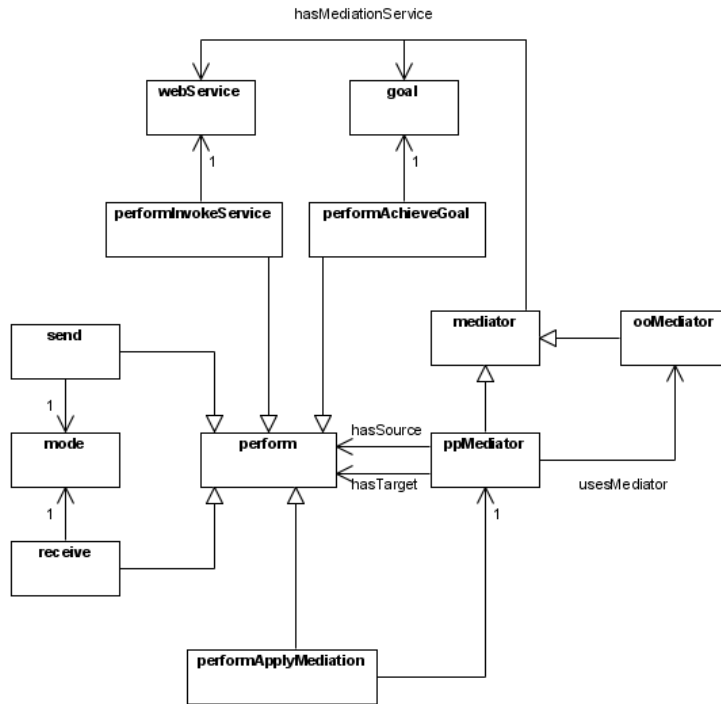 hasMediationService
webService
goal
1
1
performInvokeService
performAchieveGoal
mediator
ooMediator
send
1
mode
perform
hasSource
ppMediator
hasTarget
usesMediator
1
1
receive
performApplyMediation